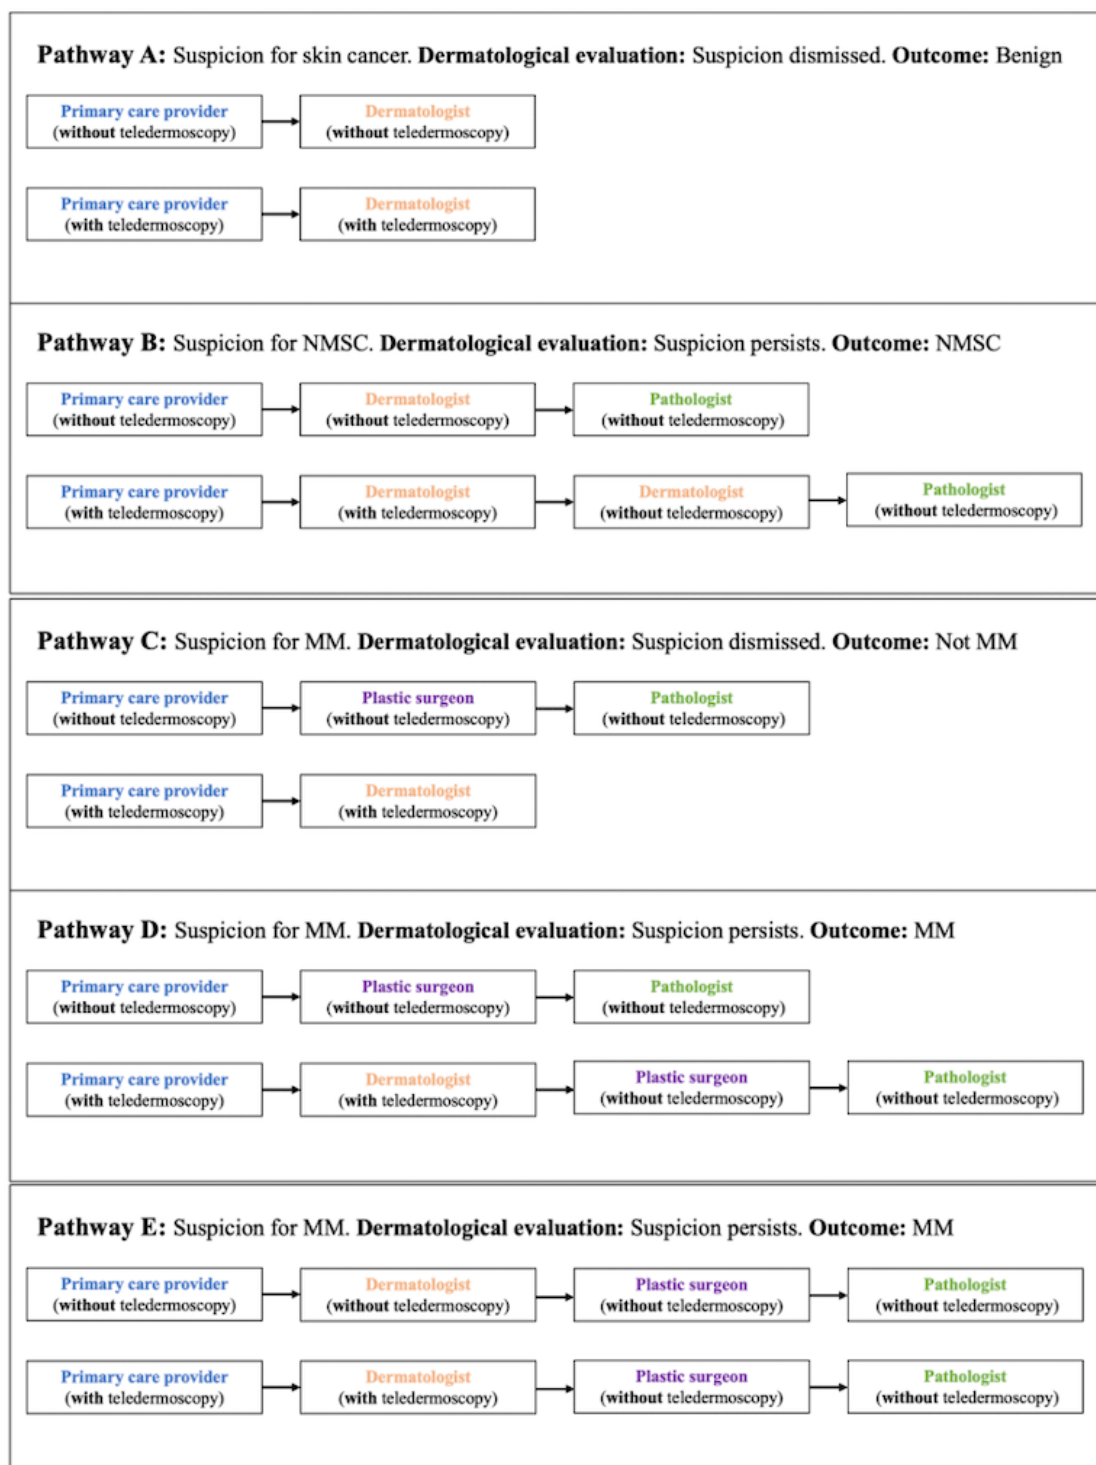 Pathway A: Suspicion for skin cancer. Dermatological evaluation: Suspicion dismissed. Outcome: Benign
Primary care provider
(without teledermoscopy)
Dermatologist
(without teledermoscopy)
Primary care provider
(with teledermoscopy)
Dermatologist
(with teledermoscopy)
Pathway B: Suspicion for NMSC. Dermatological evaluation: Suspicion persists. Outcome: NMSC
Primary care provider
(without teledermoscopy)
Dermatologist
(without teledermoscopy)
Pathologist
(without teledermoscopy)
Primary care provider
(with teledermoscopy)
Dermatologist
(with teledermoscopy)
Dermatologist
(without teledermoscopy)
Pathologist
(without teledermoscopy)
Pathway C: Suspicion for MM. Dermatological evaluation: Suspicion dismissed. Outcome: Not MM
Primary care provider
(without teledermoscopy)
Plastic surgeon
(without teledermoscopy)
Pathologist
(without teledermoscopy)
Primary care provider
(with teledermoscopy)
Dermatologist
(with teledermoscopy)
Pathway D: Suspicion for MM. Dermatological evaluation: Suspicion persists. Outcome: MM
Primary care provider
(without teledermoscopy)
Plastic surgeon
(without teledermoscopy)
Pathologist
(without teledermoscopy)
Primary care provider
(with teledermoscopy)
Dermatologist
(with teledermoscopy)
Plastic surgeon
(without teledermoscopy)
Pathologist
(without teledermoscopy)
Pathway E: Suspicion for MM. Dermatological evaluation: Suspicion persists. Outcome: MM
Primary care provider
(without teledermoscopy)
Dermatologist
(without teledermoscopy)
Plastic surgeon
(without teledermoscopy)
Pathologist
(without teledermoscopy)
Primary care provider
(with teledermoscopy)
Dermatologist
(with teledermoscopy)
Plastic surgeon
(without teledermoscopy)
Pathologist
(without teledermoscopy)